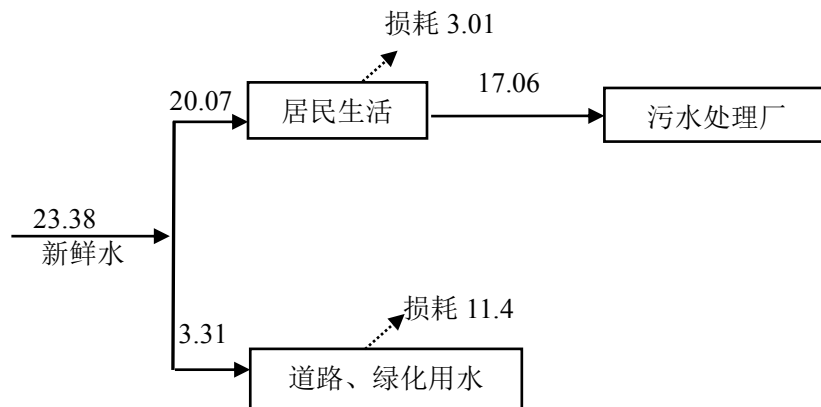 损耗 3.01
20.07
居民生活
17.06
污水处理厂
23.38
新鲜水
损耗 11.4
3.31
道路、绿化用水